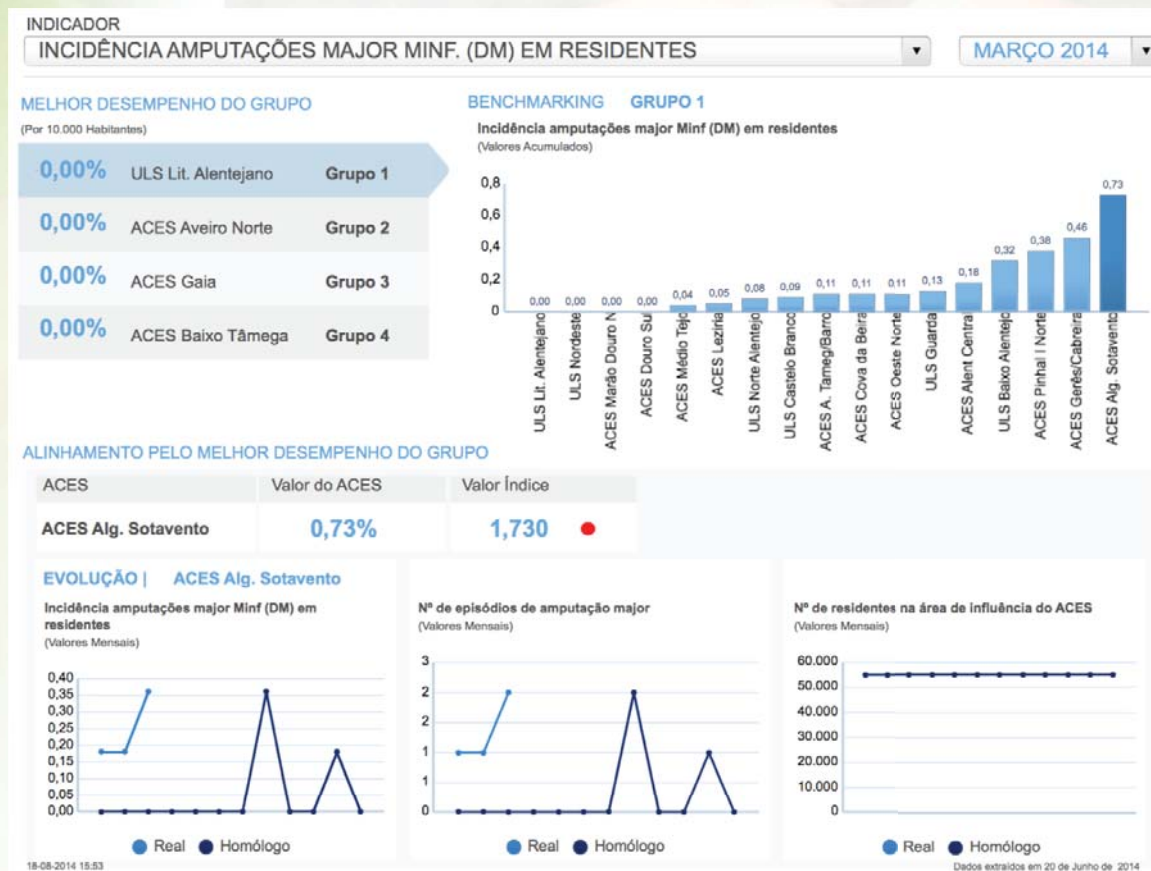 INDICADOR
INCIDÊNCIA AMPUTAÇÕES MAJOR MINF. (DM) EM RESIDENTES
MARÇO 2014
MELHOR DESEMPENHO DO GRUPO
(Por 10.000 Habitantes)
0,00% ULS Lit. Alentejano Grupo 1
0,00% ACES Aveiro Norte Grupo 2
0,00% ACES Gaia Grupo 3
0,00% ACES Baixo Tâmega Grupo 4
BENCHMARKING GRUPO 1
Incidência amputações major Minf (DM) em residentes
(Valores Acumulados)
0,8
0,6
0,4
0,2
0
0,00 0,00 0,00 0,00 0,04 0,05 0,08 0,09 0,11 0,11 0,11 0,13 0,18 0,32 0,38 0,46 0,73
ULS Lit. Alentejano
ULS Nordeste
ACES Marão Douro N
ACES Douro Sul
ACES Médio Tejo
ACES Lezíria
ULS Norte Alentejo
ULS Castelo Branco
ACES A. Tameg/Barro
ACES Cova da Beira
ACES Oeste Norte
ULS Guarda
ACES Alent Central
ULS Baixo Alentejo
ACES Pinhal I Norte
ACES Gerês/Cabreira
ACES Alg. Sotavento
ALINHAMENTO PELO MELHOR DESEMPENHO DO GRUPO
ACES Valor do ACES Valor Índice
ACES Alg. Sotavento 0,73% 1,730
EVOLUÇÃO | ACES Alg. Sotavento
Incidência amputações major Minf (DM) em
residentes
(Valores Mensais)
0,40
0,35
0,30
0,25
0,20
0,15
0,10
0,05
0,00
Real Homólogo
Nº de episódios de amputação major
(Valores Mensais)
3
2
2
1
1
0
Real Homólogo
Nº de residentes na área de influência do ACES
(Valores Mensais)
60.000
50.000
40.000
30.000
20.000
10.000
0
Real Homólogo
18-08-2014 15:53
Dados extraídos em 20 de Junho de 2014